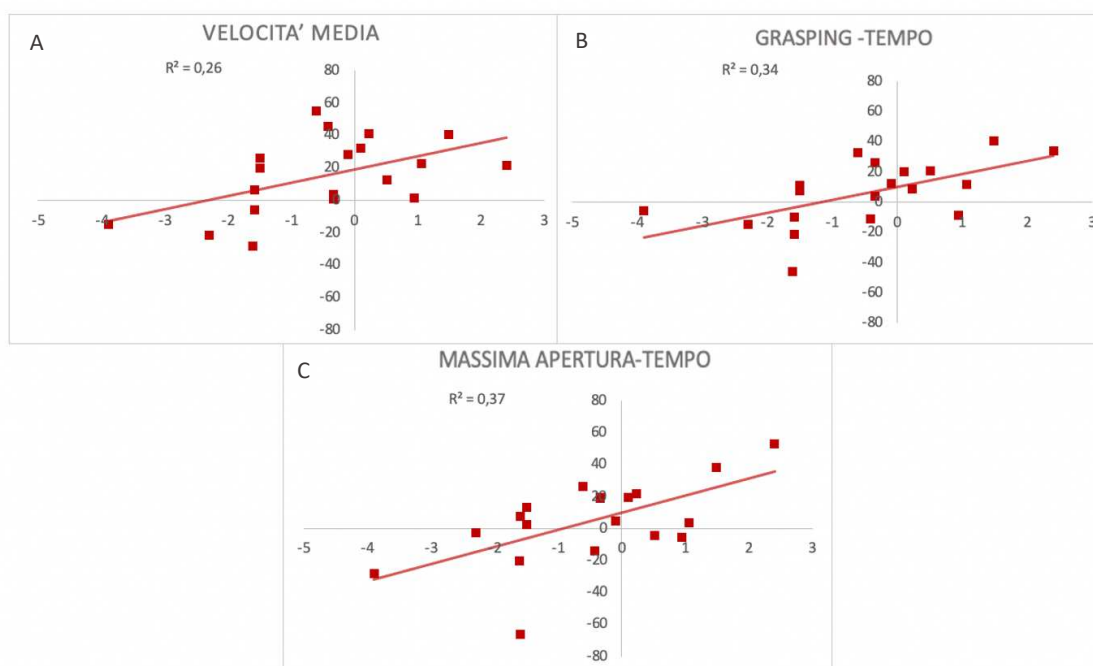 A
VELOCITA’ MEDIA
R² = 0,26
80
60
40
20
0
-20
-40
-60
-80
-5 -4 -3 -2 -1 0 1 2 3
B
GRASPING -TEMPO
R² = 0,34
80
60
40
20
0
-20
-40
-60
-80
-5 -4 -3 -2 -1 0 1 2 3
C
MASSIMA APERTURA-TEMPO
R² = 0,37
80
60
40
20
0
-20
-40
-60
-80
-5 -4 -3 -2 -1 0 1 2 3